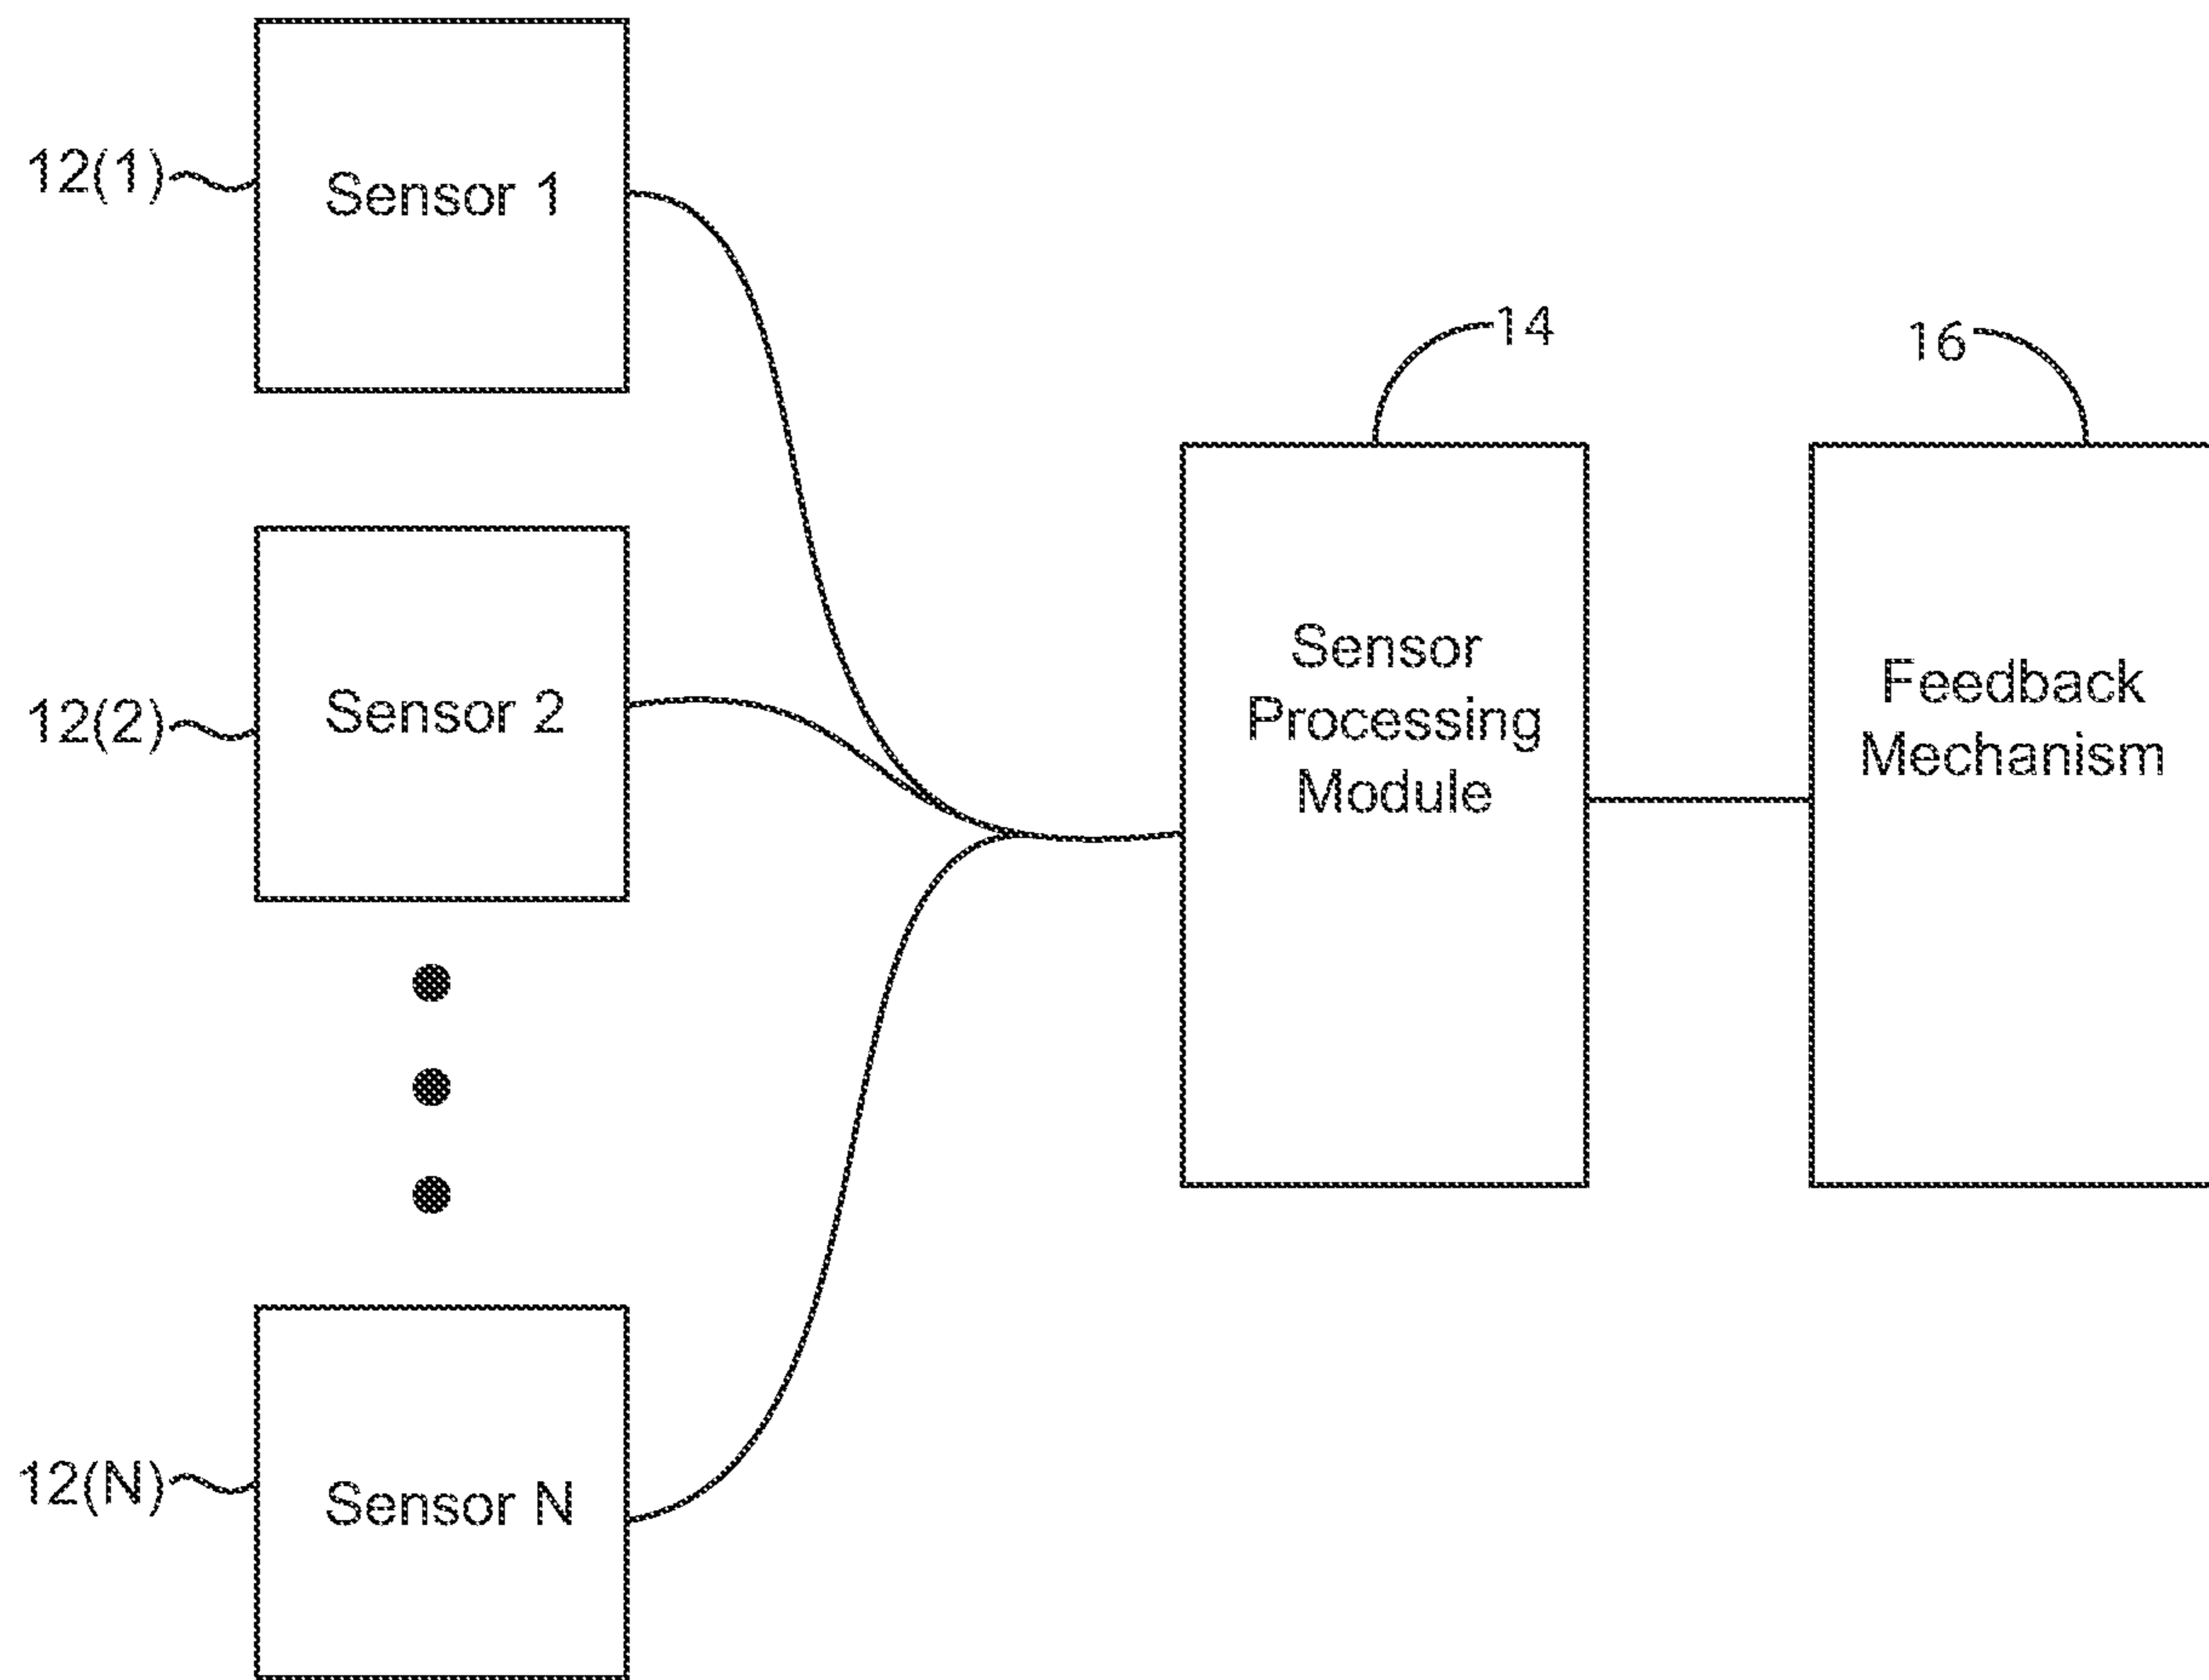 12(1)
Sensor 1
14
16
12(2)
Sensor 2
Sensor
Processing
Module
Feedback
Mechanism
12(N)
Sensor N